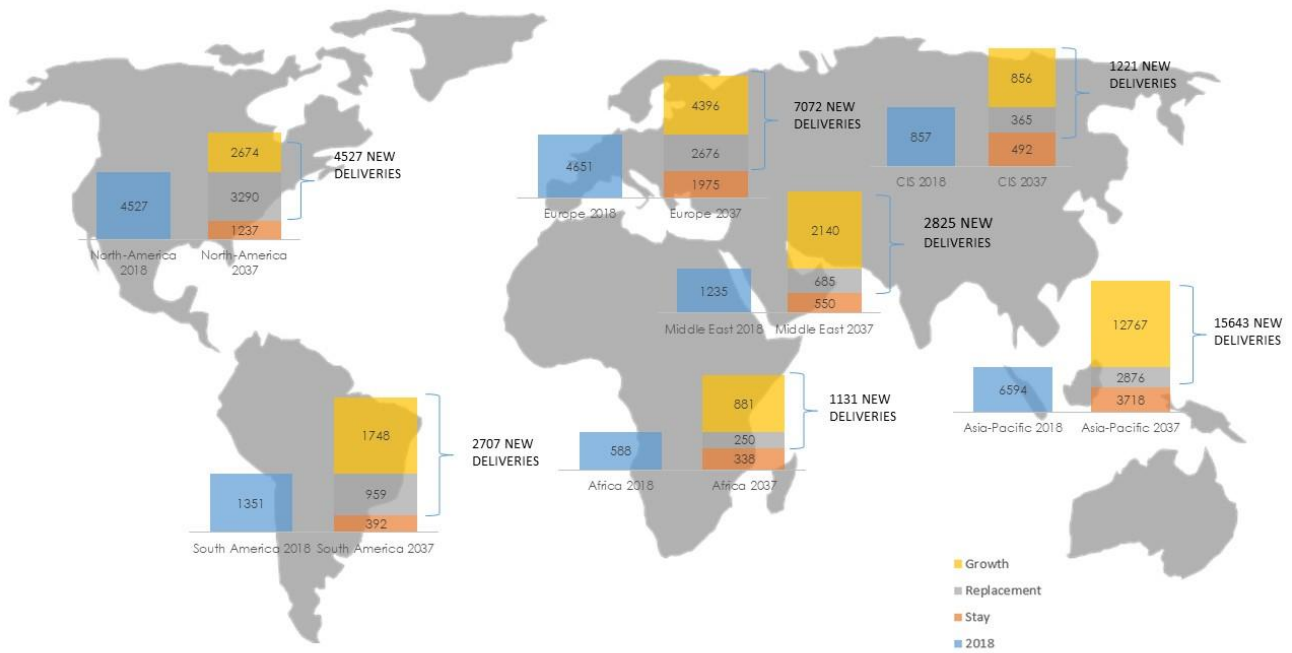 4396
2676
1975
4651
Europe 2018
Europe 2037
7072 NEW
DELIVERIES
856
365
492
857
CIS 2018
CIS 2037
1221 NEW
DELIVERIES
2674
3290
1237
4527
North-America
2018
North-America
2037
4527 NEW
DELIVERIES
2140
685
550
1235
Middle East 2018
Middle East 2037
2825 NEW
DELIVERIES
12767
2876
3718
6594
Asia-Pacific 2018
Asia-Pacific 2037
15643 NEW
DELIVERIES
881
250
338
588
Africa 2018
Africa 2037
1131 NEW
DELIVERIES
1748
959
392
1351
South America 2018
South America 2037
2707 NEW
DELIVERIES
Growth
Replacement
Stay
2018